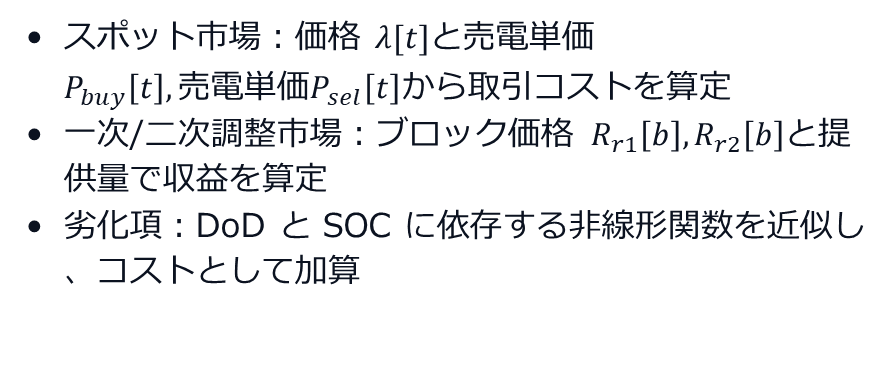 • スポット市場：価格 λ[t]と売電単価
P_buy[t], 売電単価P_sel[t]から取引コストを算定
• 一次/二次調整市場：ブロック価格 R_r1[b], R_r2[b]と提
供量で収益を算定
• 劣化項：DoD と SOC に依存する非線形関数を近似し
、コストとして加算